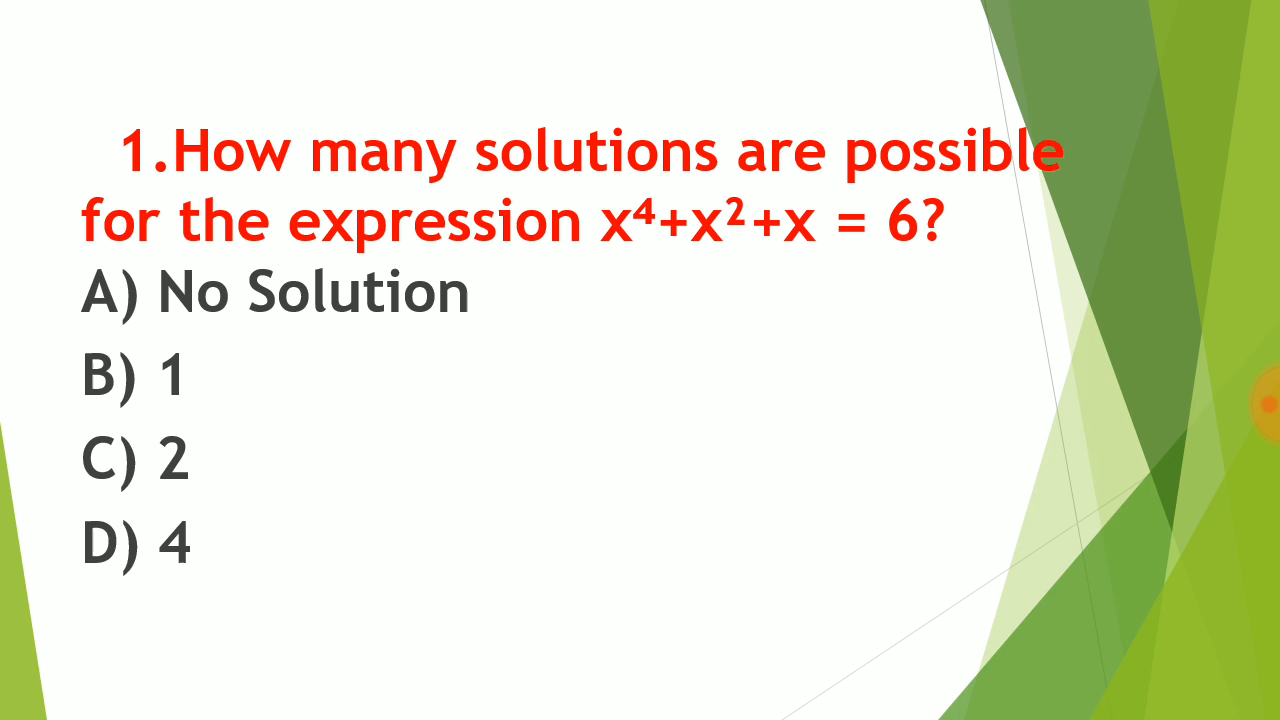 1.How many solutions are possible
for the expression x⁴+x²+x = 6?
A) No Solution
B) 1
C) 2
D) 4